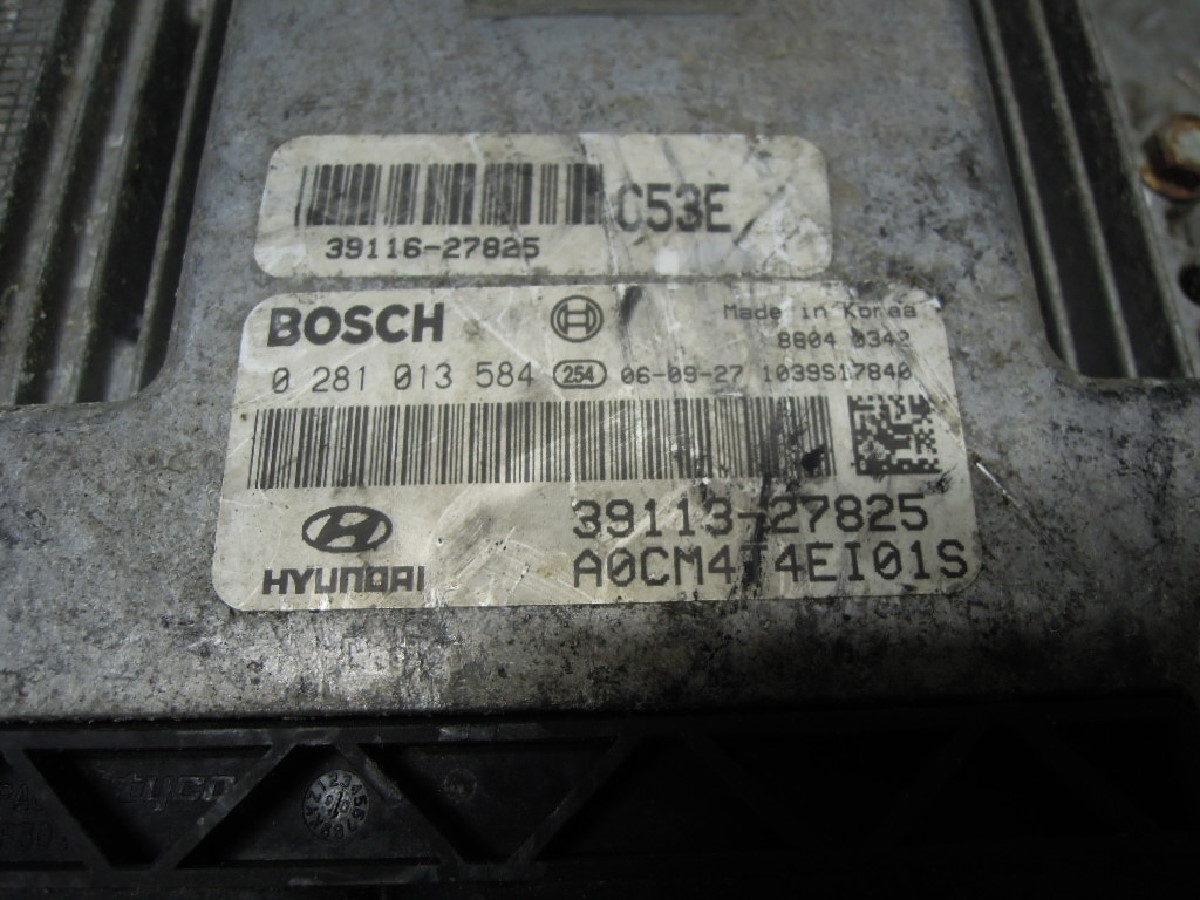 C53E
39116-27825
BOSCH
Made in Korea
8804 0342
0 281 013 584 254 06-09-27 1039S17840
39113-27825
HYUNDAI
A0CM4T4EI01S
tyco